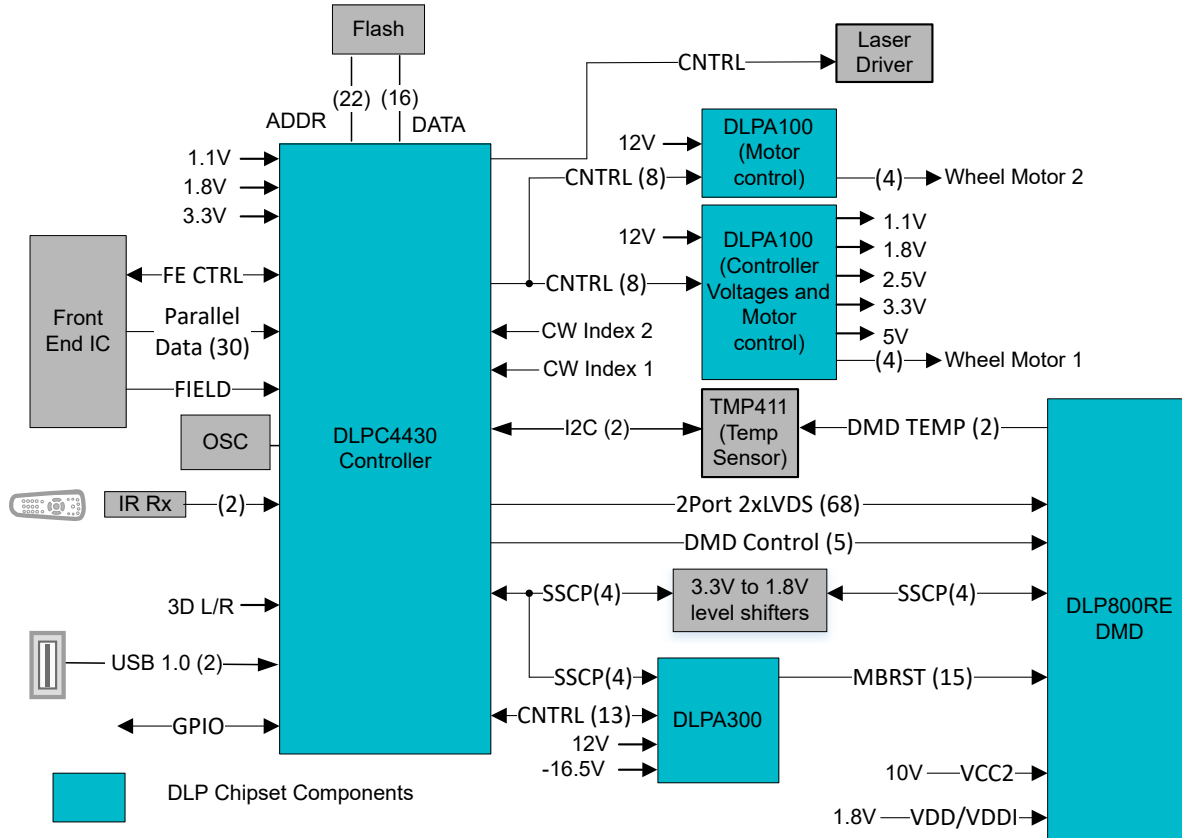 Flash
(22) (16)
ADDR
DATA
CNTRL
Laser
Driver
1.1V
1.8V
3.3V
12V
CNTRL (8)
DLPA100
(Motor
control)
(4)
Wheel Motor 2
12V
CNTRL (8)
DLPA100
(Controller
Voltages and
Motor
control)
1.1V
1.8V
2.5V
3.3V
5V
(4)
Wheel Motor 1
Front
End IC
FE CTRL
Parallel
Data (30)
FIELD
OSC
DLPC4430
Controller
CW Index 2
CW Index 1
I2C (2)
TMP411
(Temp
Sensor)
DMD TEMP (2)
IR Rx
(2)
2Port 2xLVDS (68)
DMD Control (5)
SSCP(4)
3.3V to 1.8V
level shifters
SSCP(4)
DLP800RE
DMD
3D L/R
USB 1.0 (2)
GPIO
SSCP(4)
CNTRL (13)
12V
-16.5V
DLPA300
MBRST (15)
10V
VCC2
1.8V
VDD/VDDI
DLP Chipset Components